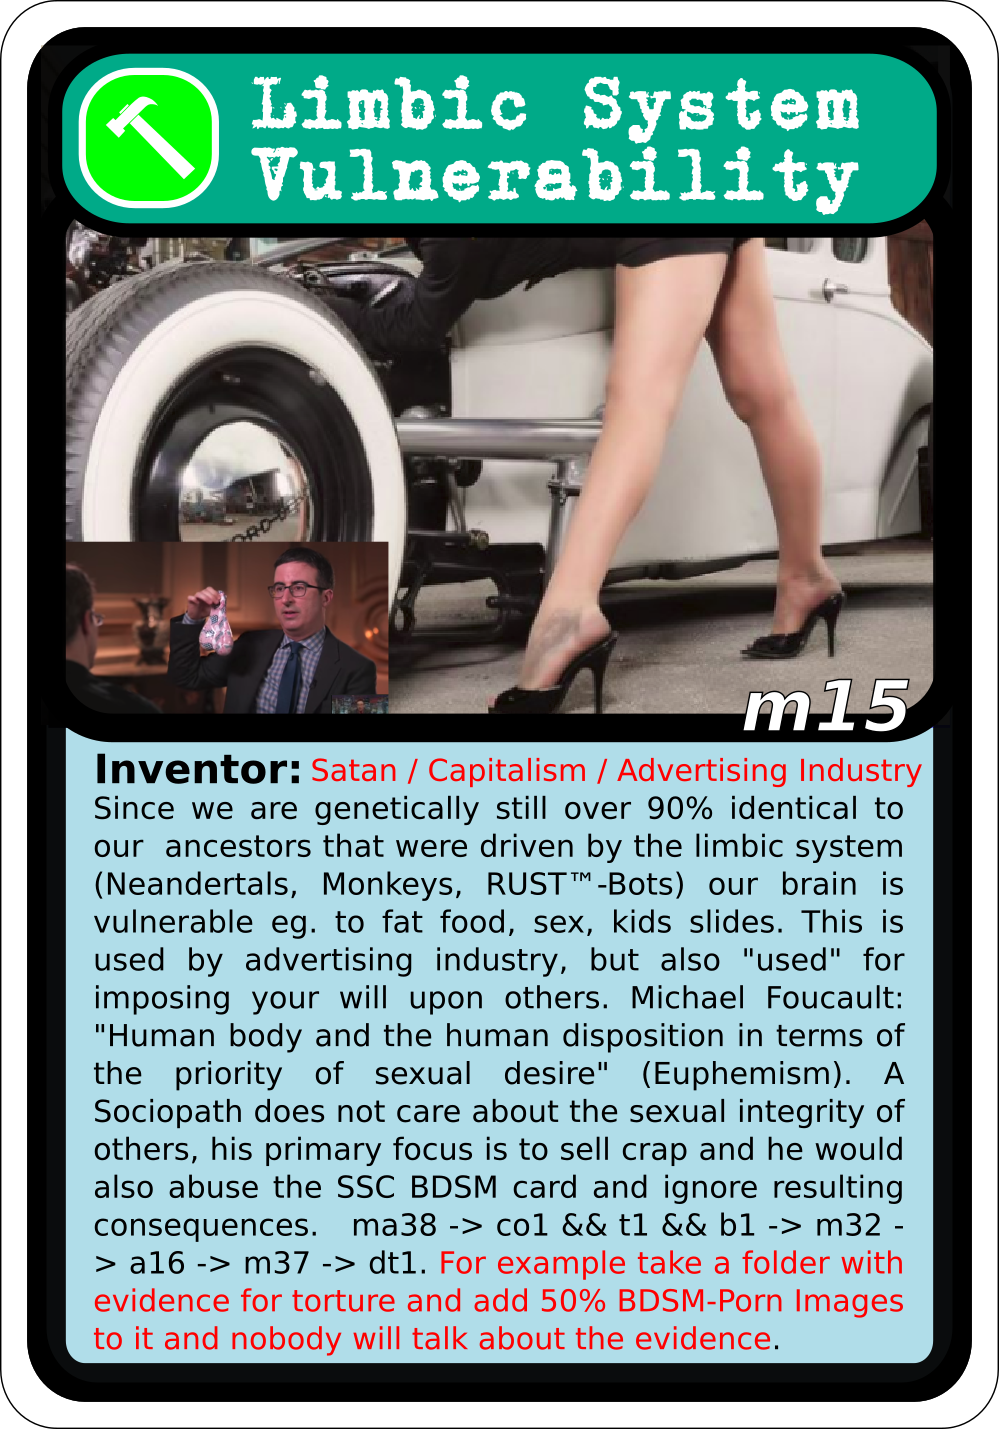 Limbic System
Vulnerability
m15
Inventor: Satan / Capitalism / Advertising Industry
Since we are genetically still over 90% identical to
our ancestors that were driven by the limbic system
(Neandertals, Monkeys, RUST™-Bots) our brain is
vulnerable eg. to fat food, sex, kids slides. This is
used by advertising industry, but also "used" for
imposing your will upon others. Michael Foucault:
"Human body and the human disposition in terms of
the priority of sexual desire" (Euphemism). A
Sociopath does not care about the sexual integrity of
others, his primary focus is to sell crap and he would
also abuse the SSC BDSM card and ignore resulting
consequences. ma38 -> co1 && t1 && b1 -> m32 -
> a16 -> m37 -> dt1. For example take a folder with
evidence for torture and add 50% BDSM-Porn Images
to it and nobody will talk about the evidence.